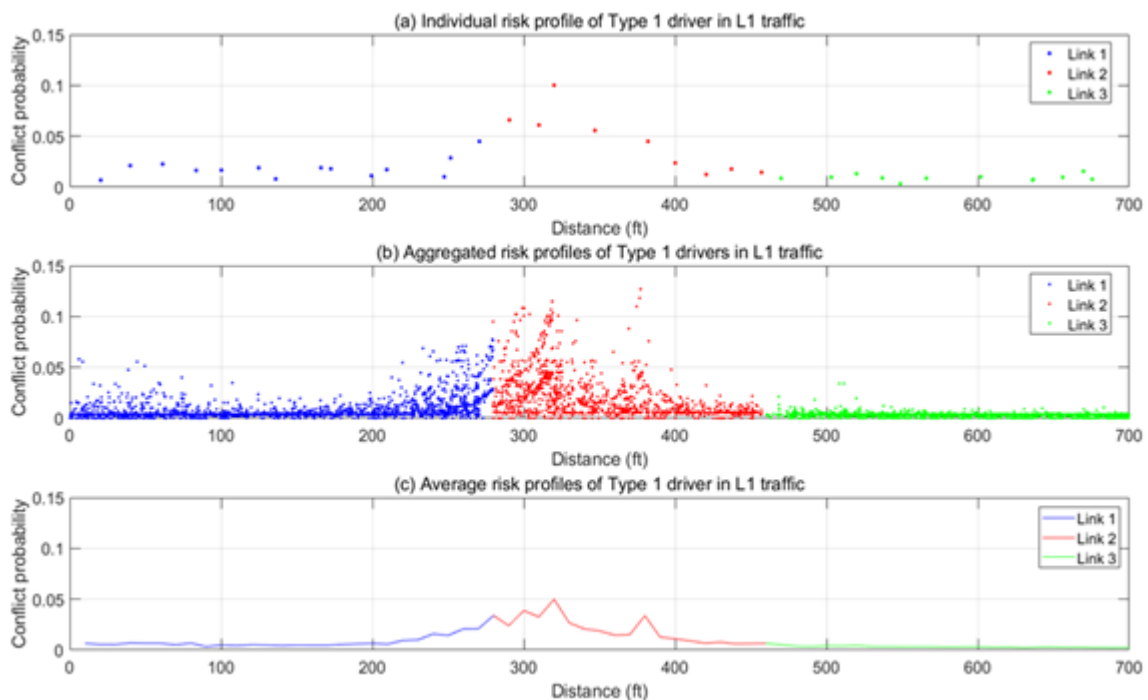 (a) Individual risk profile of Type 1 driver in L1 traffic
Conflict probability
0.15
0.1
0.05
0
Link 1
Link 2
Link 3
0 100 200 300 400 500 600 700
Distance (ft)
(b) Aggregated risk profiles of Type 1 drivers in L1 traffic
Conflict probability
0.15
0.1
0.05
0
Link 1
Link 2
Link 3
0 100 200 300 400 500 600 700
Distance (ft)
(c) Average risk profiles of Type 1 driver in L1 traffic
Conflict probability
0.15
0.1
0.05
0
Link 1
Link 2
Link 3
0 100 200 300 400 500 600 700
Distance (ft)